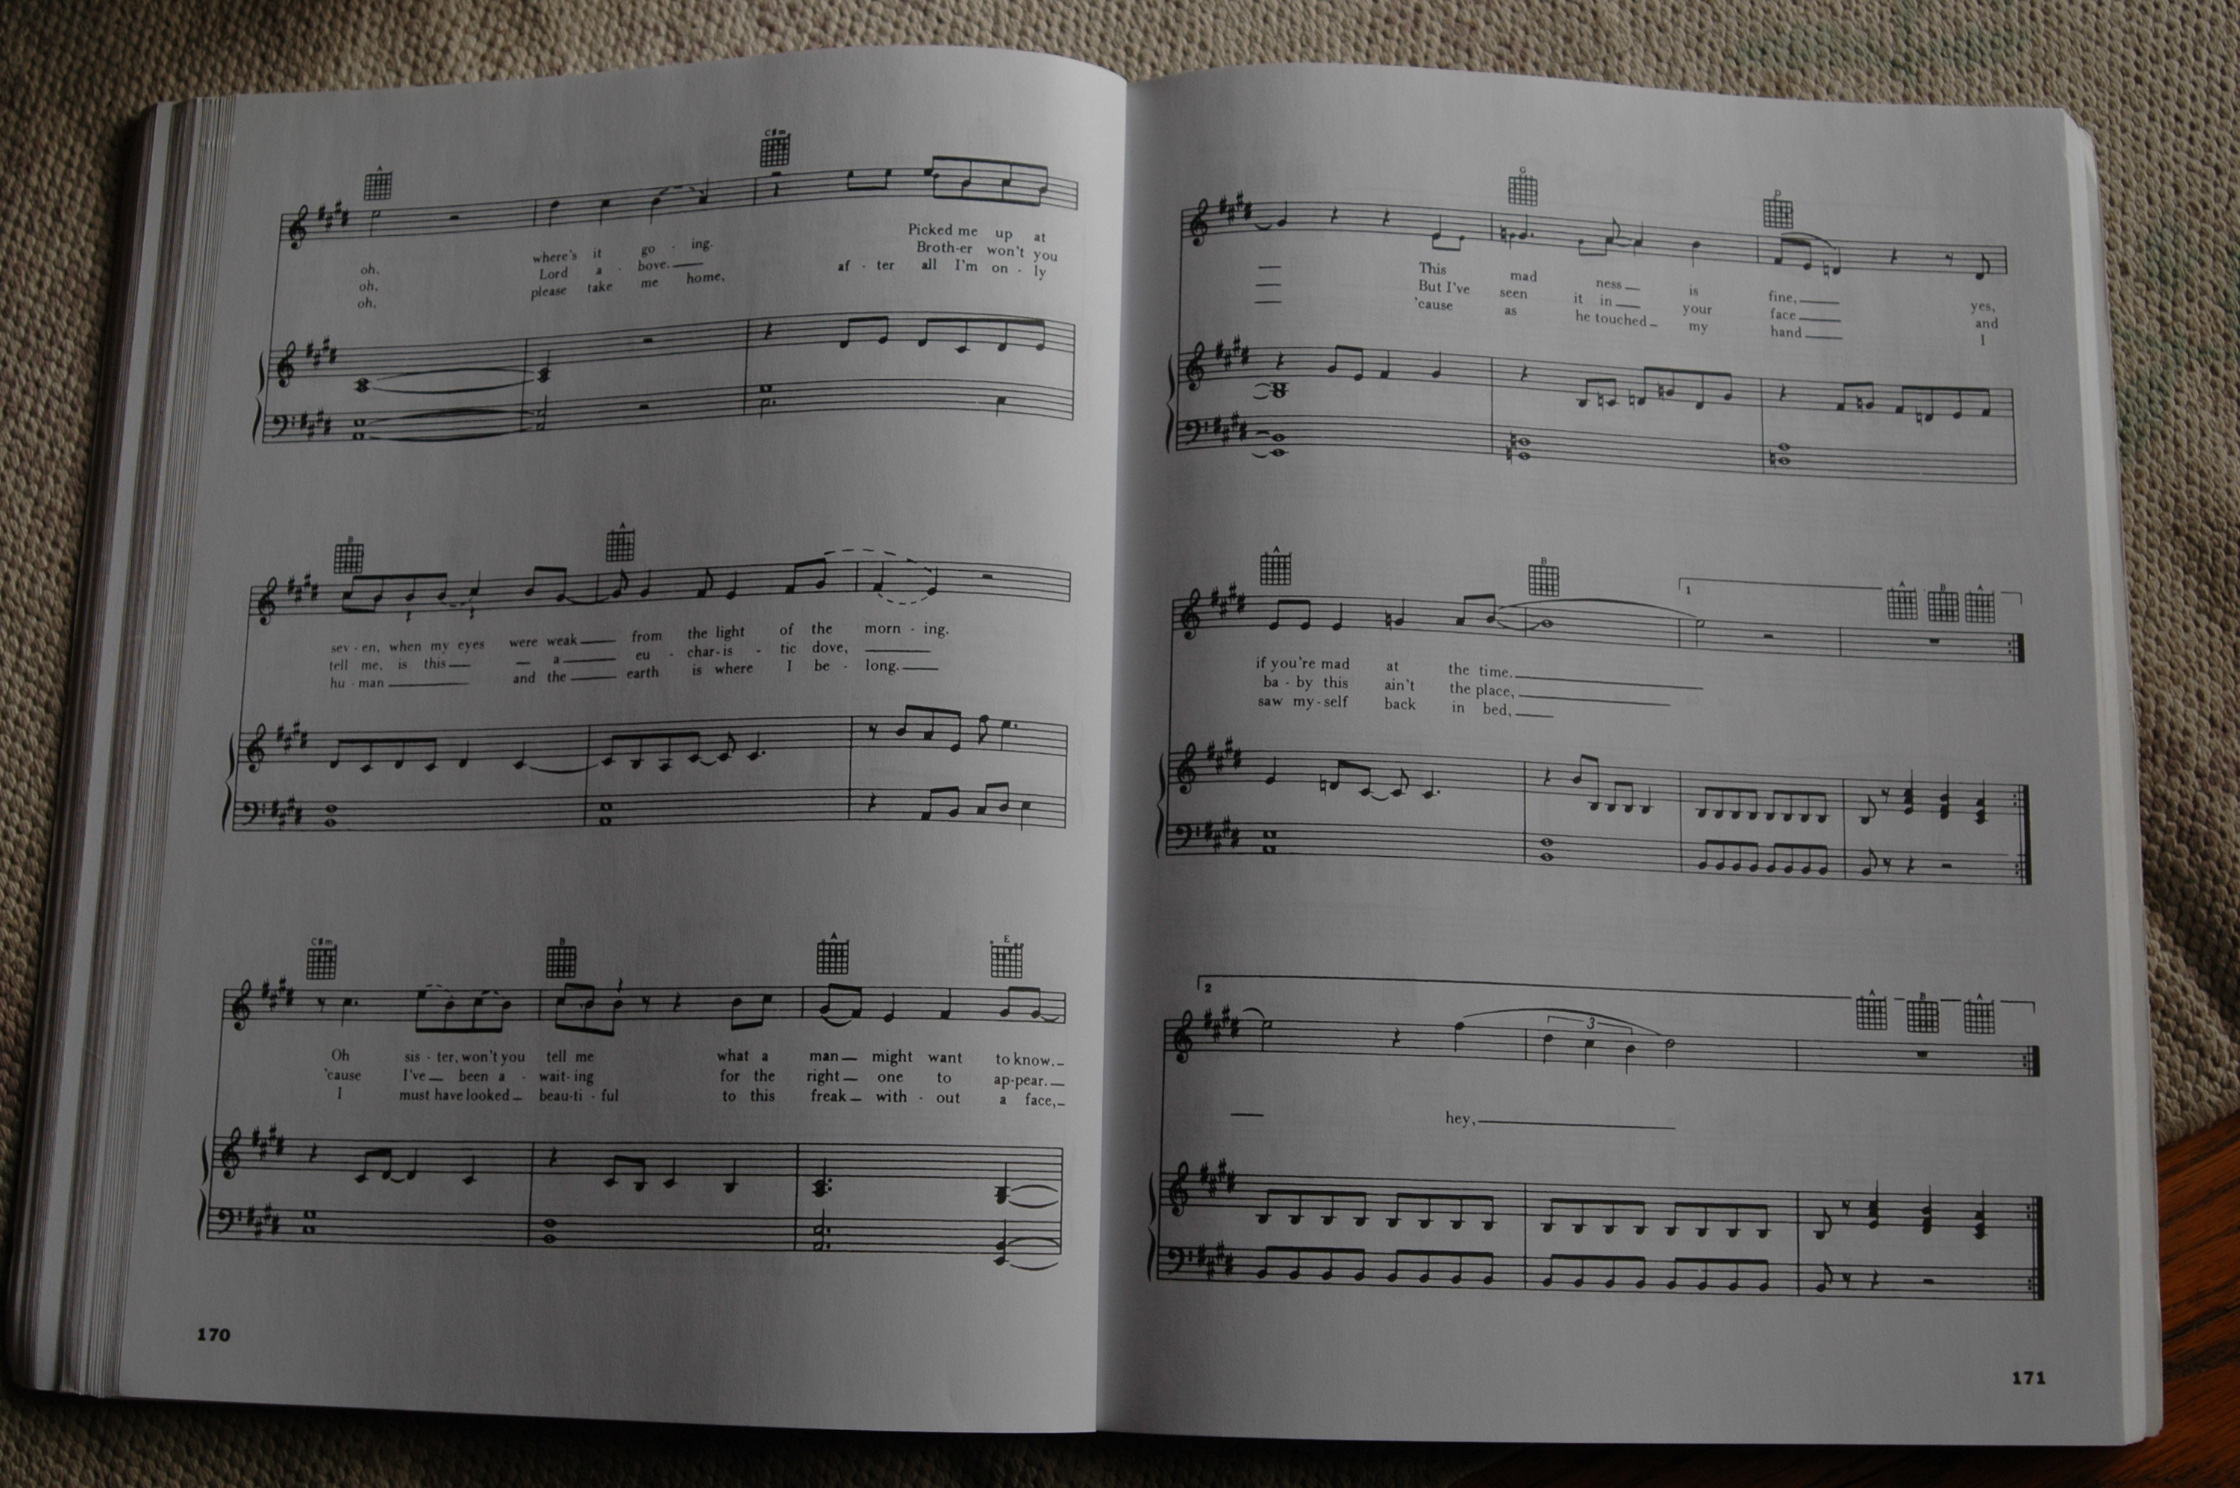 A
C#m
oh, where's it go - ing. Picked me up at
oh. Lord a - bove. Broth-er won't you
oh, please take me home, af - ter all I'm on - ly
B
A
sev - en, when my eyes were weak from the light of the morn - ing.
tell me, is this a eu - char - is - tic dove,
hu - man and the earth is where I be - long.
C#m
B
A
E
Oh sis - ter, won't you tell me what a man might want to know.
'cause I've been a - wait-ing for the right one to ap-pear.
I must have looked beau-ti - ful to this freak with - out a face,
170
G
D
This mad ness is fine, yes,
But I've seen it in your face and
'cause as he touched my hand I
A
B
1
A
B
A
if you're mad at the time.
ba - by this ain't the place,
saw my - self back in bed,
2
A
B
A
3
hey,
171